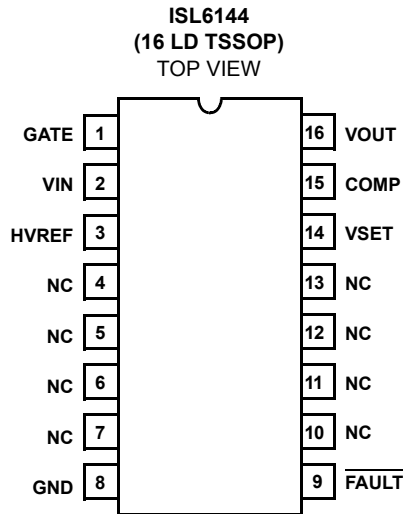 ISL6144
(16 LD TSSOP)
TOP VIEW
GATE 1 16 VOUT
VIN 2 15 COMP
HVREF 3 14 VSET
NC 4 13 NC
NC 5 12 NC
NC 6 11 NC
NC 7 10 NC
GND 8 9 FAULT